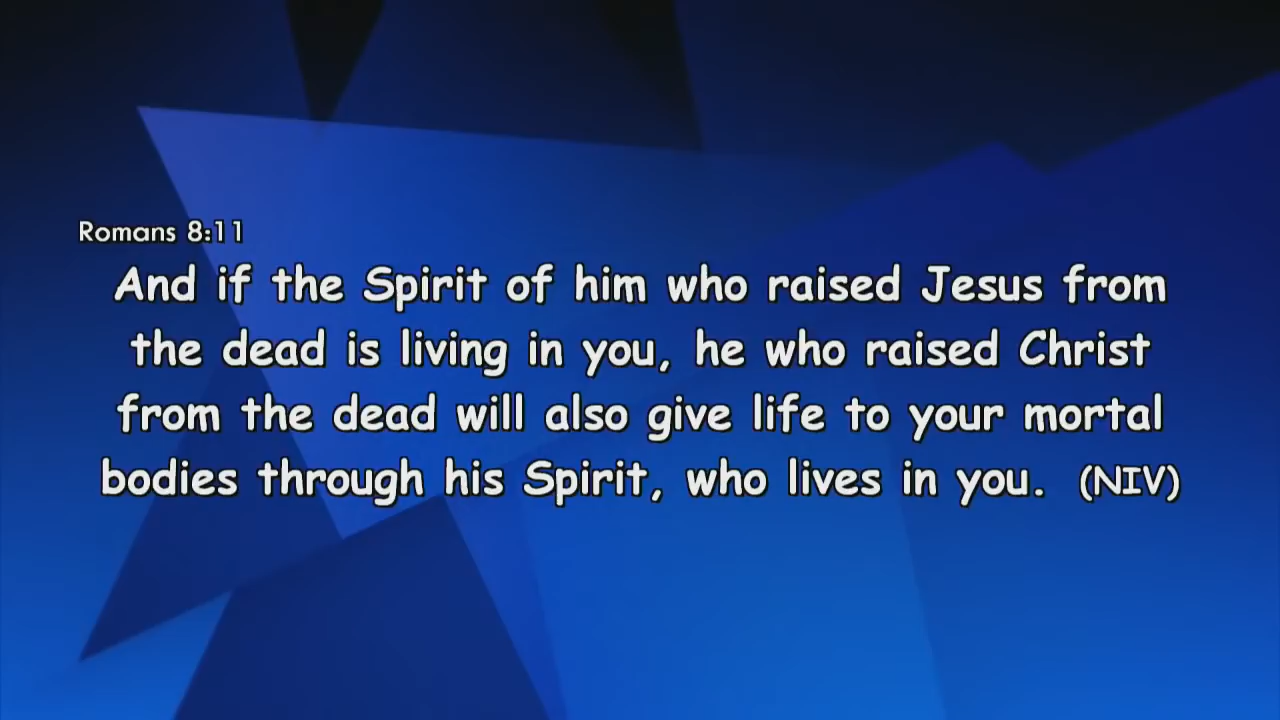 Romans 8:11
And if the Spirit of him who raised Jesus from
the dead is living in you, he who raised Christ
from the dead will also give life to your mortal
bodies through his Spirit, who lives in you. (NIV)